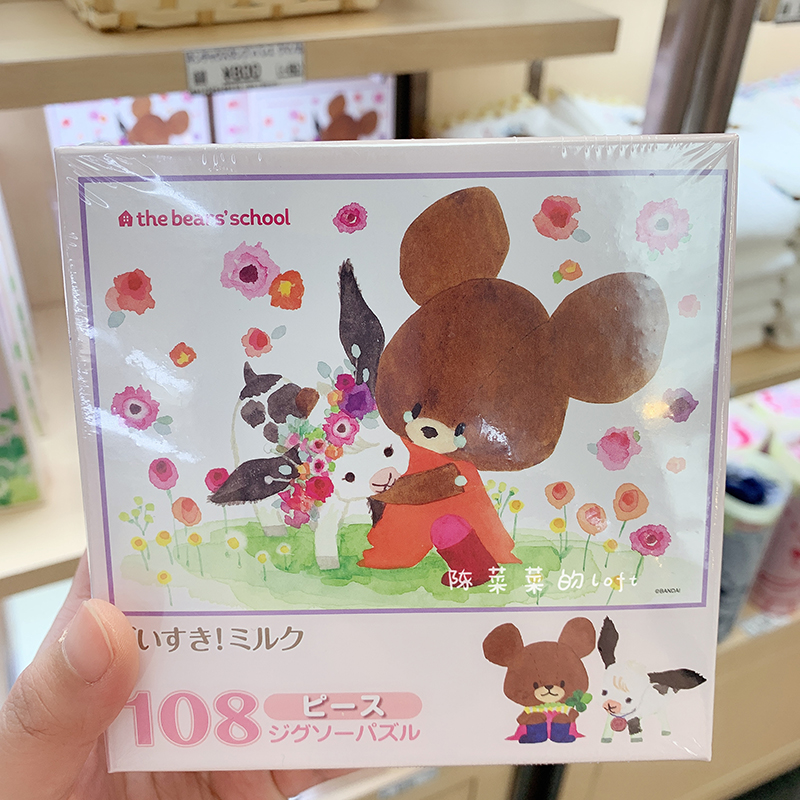 ¥800
the bears' school
陈菜菜的loft
©BANDAI
いすき!ミルク
108
ピース
ジグソーパズル